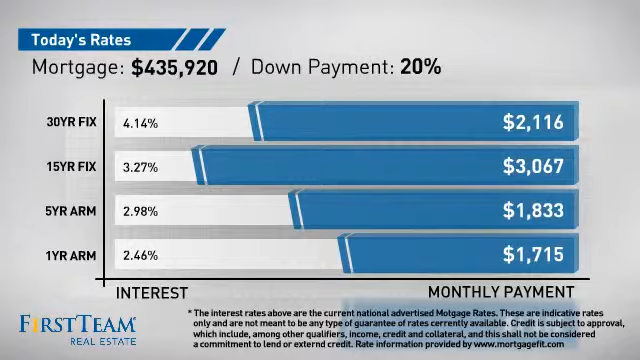 Today's Rates
Mortgage: $435,920 / Down Payment: 20%
30YR FIX 4.14% $2,116
15YR FIX 3.27% $3,067
5YR ARM 2.98% $1,833
1YR ARM 2.46% $1,715
INTEREST MONTHLY PAYMENT
* The interest rates above are the current national advertised Motgage Rates. These are indicative rates
only and are not meant to be any type of guarantee of rates cerrently available. Credit is subject to approval,
which include, among other qualifiers, income, credit and collateral, and this shall not be considered
a commitment to lend or externd credit. Rate information provided by www.mortgagefit.com
FIRSTTEAM®
REAL ESTATE